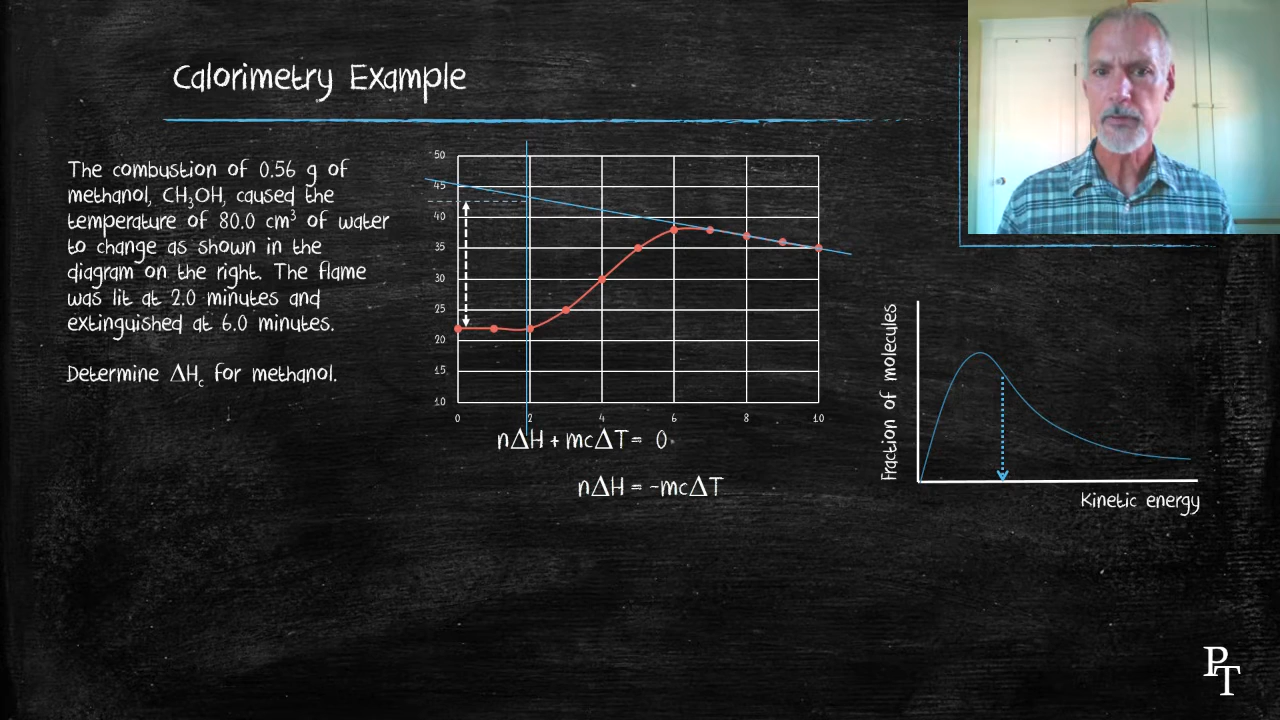 Calorimetry Example
The combustion of 0.56 g of
methanol, CH₃OH, caused the
temperature of 80.0 cm³ of water
to change as shown in the
diagram on the right. The flame
was lit at 2.0 minutes and
extinguished at 6.0 minutes.
Determine ΔH꜀ for methanol.
50
45
40
35
30
25
20
15
10
0 2 4 6 8 10
nΔH + mcΔT = 0
nΔH = -mcΔT
Fraction of molecules
Kinetic energy
PT